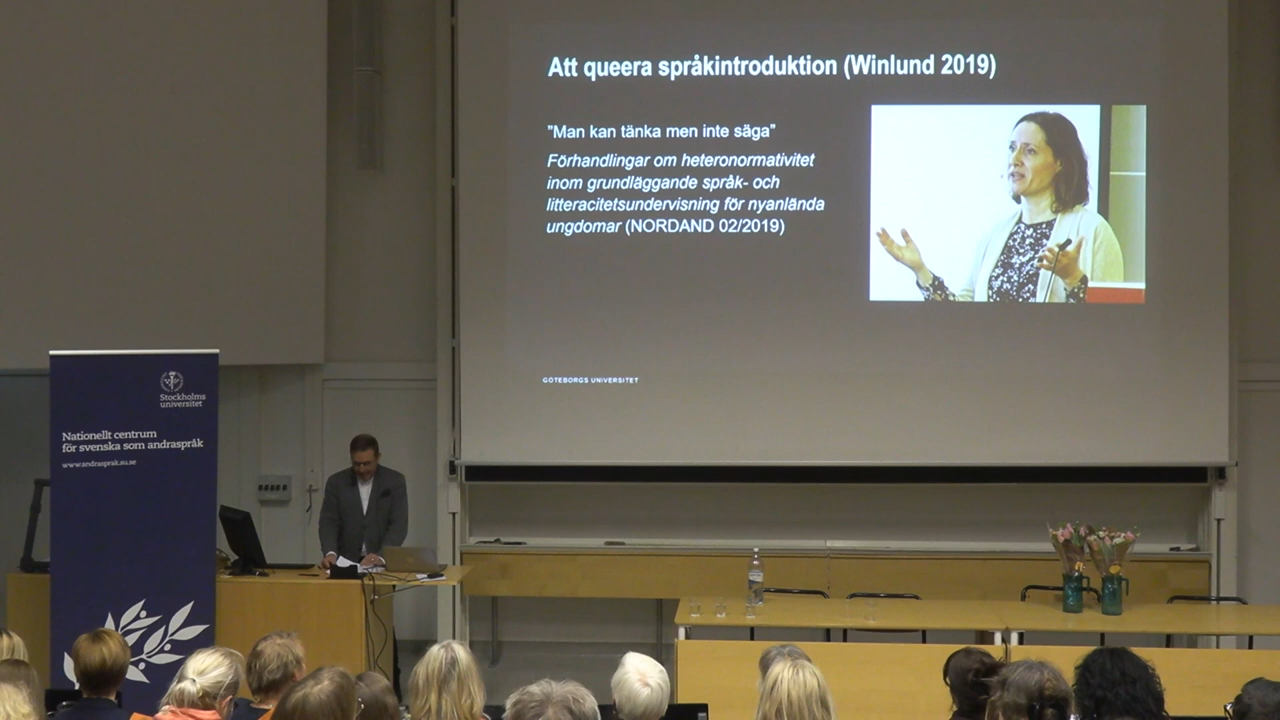 Att queera språkintroduktion (Winlund 2019)
”Man kan tänka men inte säga”
Förhandlingar om heteronormativitet
inom grundläggande språk- och
litteracitetsundervisning för nyanlända
ungdomar (NORDAND 02/2019)
GÖTEBORGS UNIVERSITET
Stockholms
universitet
Nationellt centrum
för svenska som andraspråk
www.andrasprak.su.se